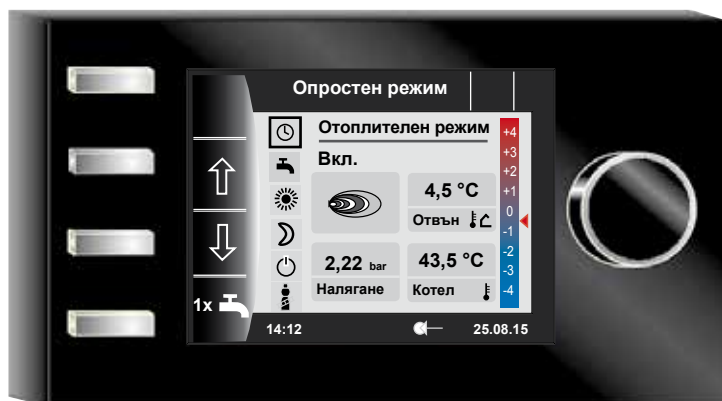 Опростен режим
Отоплителен режим
Вкл.
4,5 °C
Отвън
2,22 bar
Налягане
43,5 °C
Котел
+4
+3
+2
+1
0
-1
-2
-3
-4
1x
14:12
25.08.15